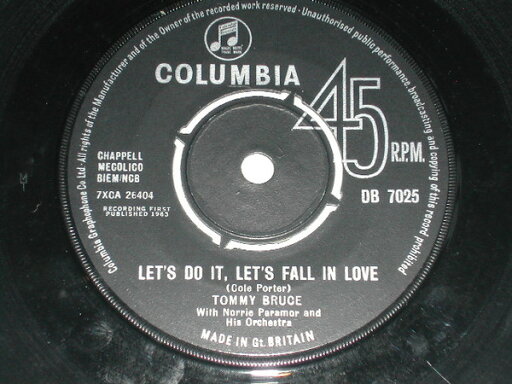 Columbia Graphophone Co Ltd · All rights of the Manufacturer and of the Owner of the recorded work reserved · Unauthorised public performance, broadcasting and copying of this record prohibited
COLUMBIA
45
R.P.M.
CHAPPELL
MECOLICO
BIEM/NCB
7XCA 26404
RECORDING FIRST
PUBLISHED 1963
DB 7025
LET'S DO IT, LET'S FALL IN LOVE
(Cole Porter)
TOMMY BRUCE
With Norrie Paramor and
His Orchestra
MADE IN Gt. BRITAIN